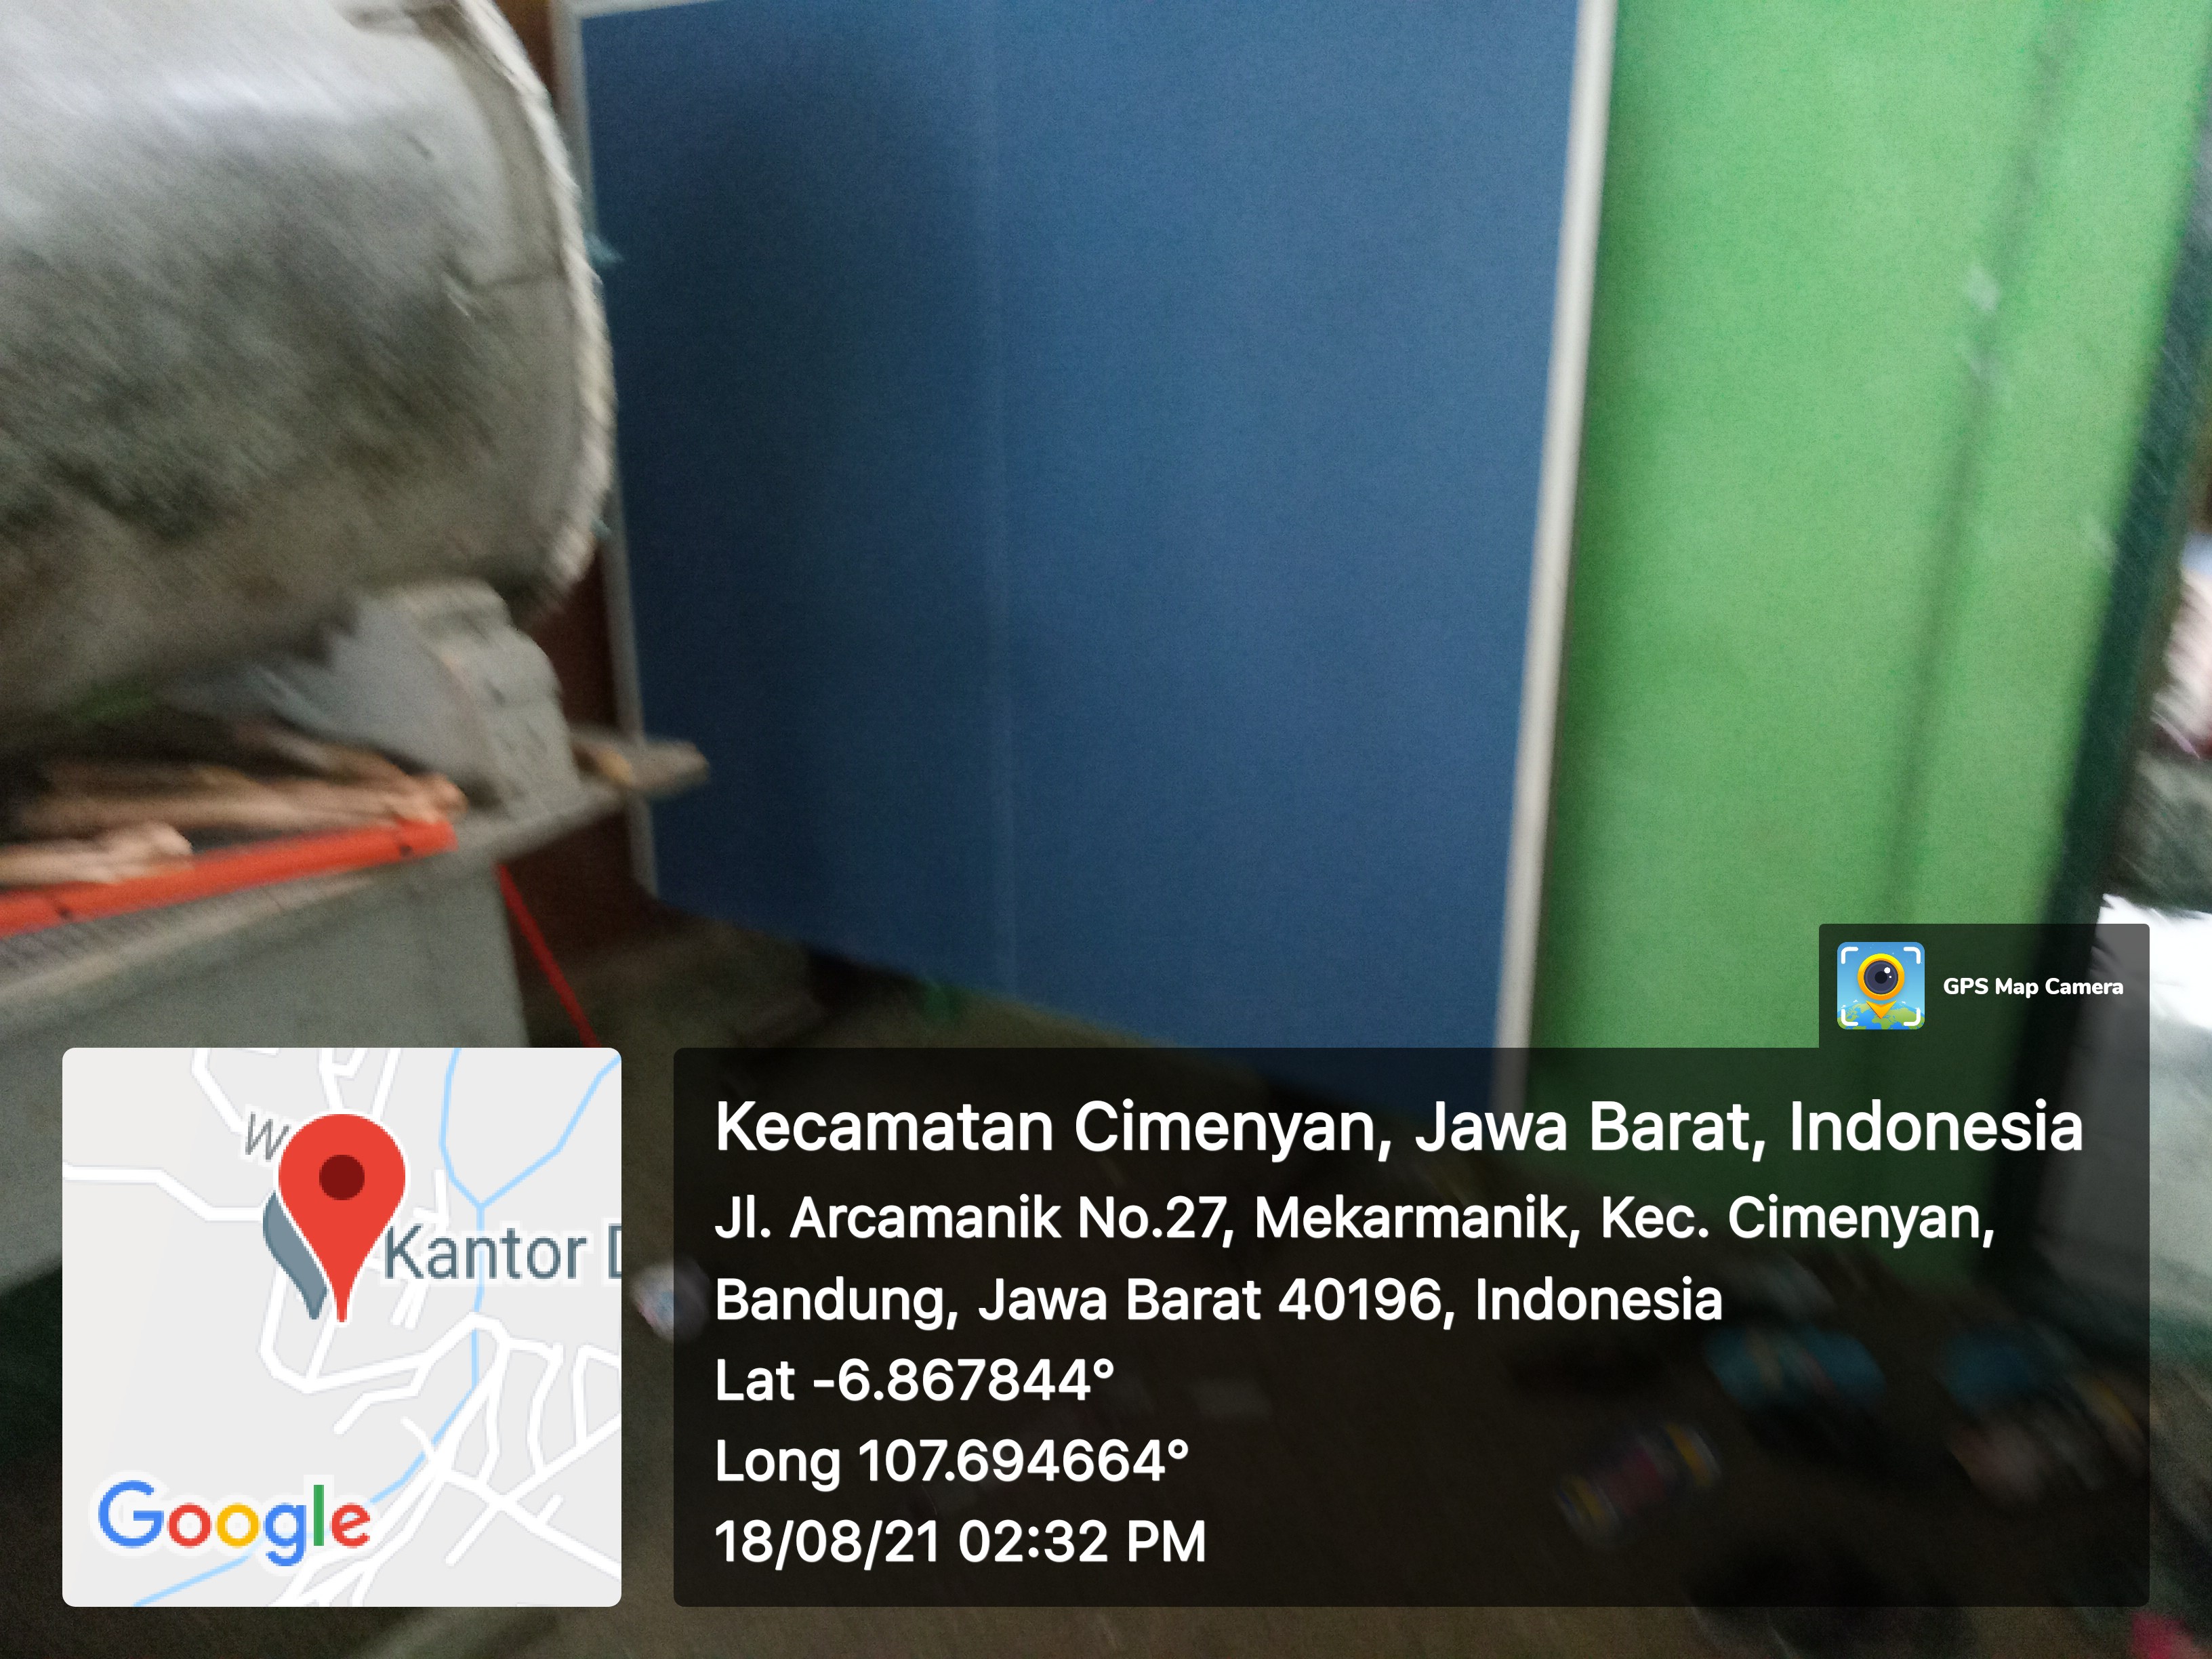 GPS Map Camera
Kecamatan Cimenyan, Jawa Barat, Indonesia
Jl. Arcamanik No.27, Mekarmanik, Kec. Cimenyan,
Bandung, Jawa Barat 40196, Indonesia
Lat -6.867844°
Long 107.694664°
18/08/21 02:32 PM
W
Kantor D
Google